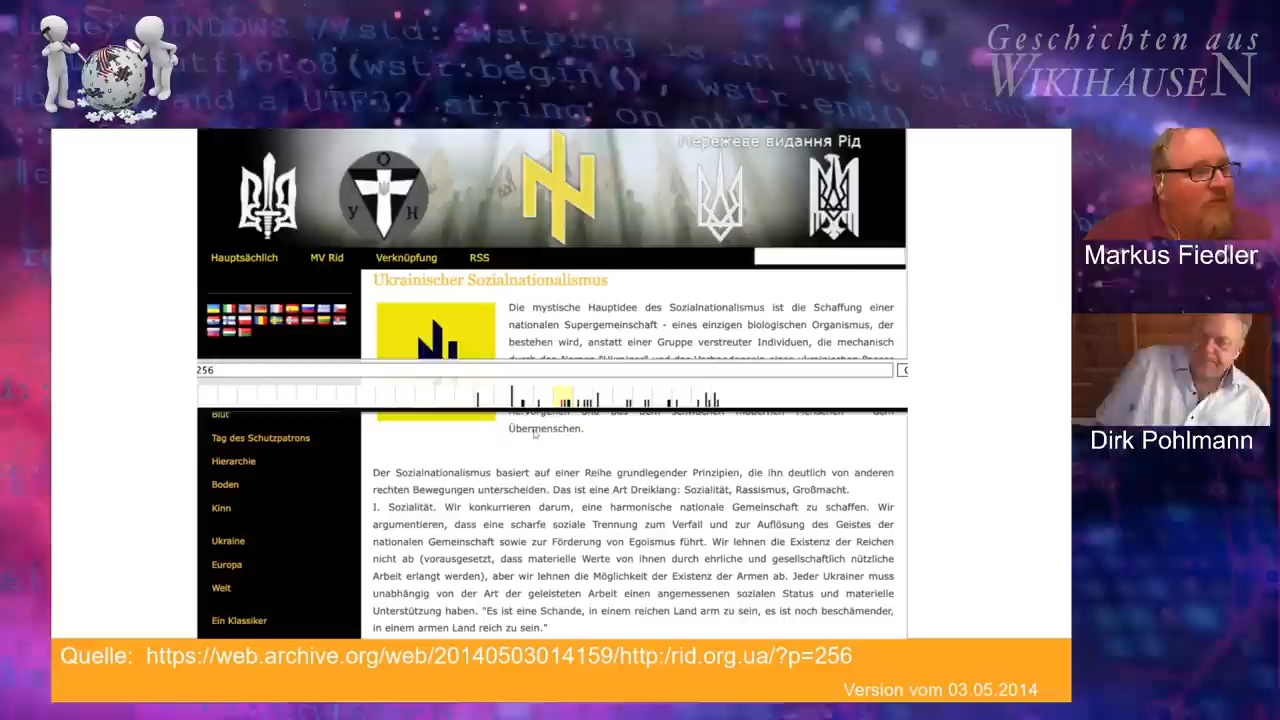 Geschichten aus
WIKIHAUSEN
Мережеве видання Рід
О
У Н
Hauptsächlich MV Rid Verknüpfung RSS
Ukrainischer Sozialnationalismus
Die mystische Hauptidee des Sozialnationalismus ist die Schaffung einer
nationalen Supergemeinschaft - eines einzigen biologischen Organismus, der
bestehen wird, anstatt einer Gruppe verstreuter Individuen, die mechanisch
256
Blut
Übermenschen.
Tag des Schutzpatrons
Hierarchie
Boden
Kinn
Ukraine
Europa
Welt
Ein Klassiker
Der Sozialnationalismus basiert auf einer Reihe grundlegender Prinzipien, die ihn deutlich von anderen
rechten Bewegungen unterscheiden. Das ist eine Art Dreiklang: Sozialität, Rassismus, Großmacht.
I. Sozialität. Wir konkurrieren darum, eine harmonische nationale Gemeinschaft zu schaffen. Wir
argumentieren, dass eine scharfe soziale Trennung zum Verfall und zur Auflösung des Geistes der
nationalen Gemeinschaft sowie zur Förderung von Egoismus führt. Wir lehnen die Existenz der Reichen
nicht ab (vorausgesetzt, dass materielle Werte von ihnen durch ehrliche und gesellschaftlich nützliche
Arbeit erlangt werden), aber wir lehnen die Möglichkeit der Existenz der Armen ab. Jeder Ukrainer muss
unabhängig von der Art der geleisteten Arbeit einen angemessenen sozialen Status und materielle
Unterstützung haben. "Es ist eine Schande, in einem reichen Land arm zu sein, es ist noch beschämender,
in einem armen Land reich zu sein."
Markus Fiedler
Dirk Pohlmann
Quelle: https://web.archive.org/web/20140503014159/http:/rid.org.ua/?p=256
Version vom 03.05.2014